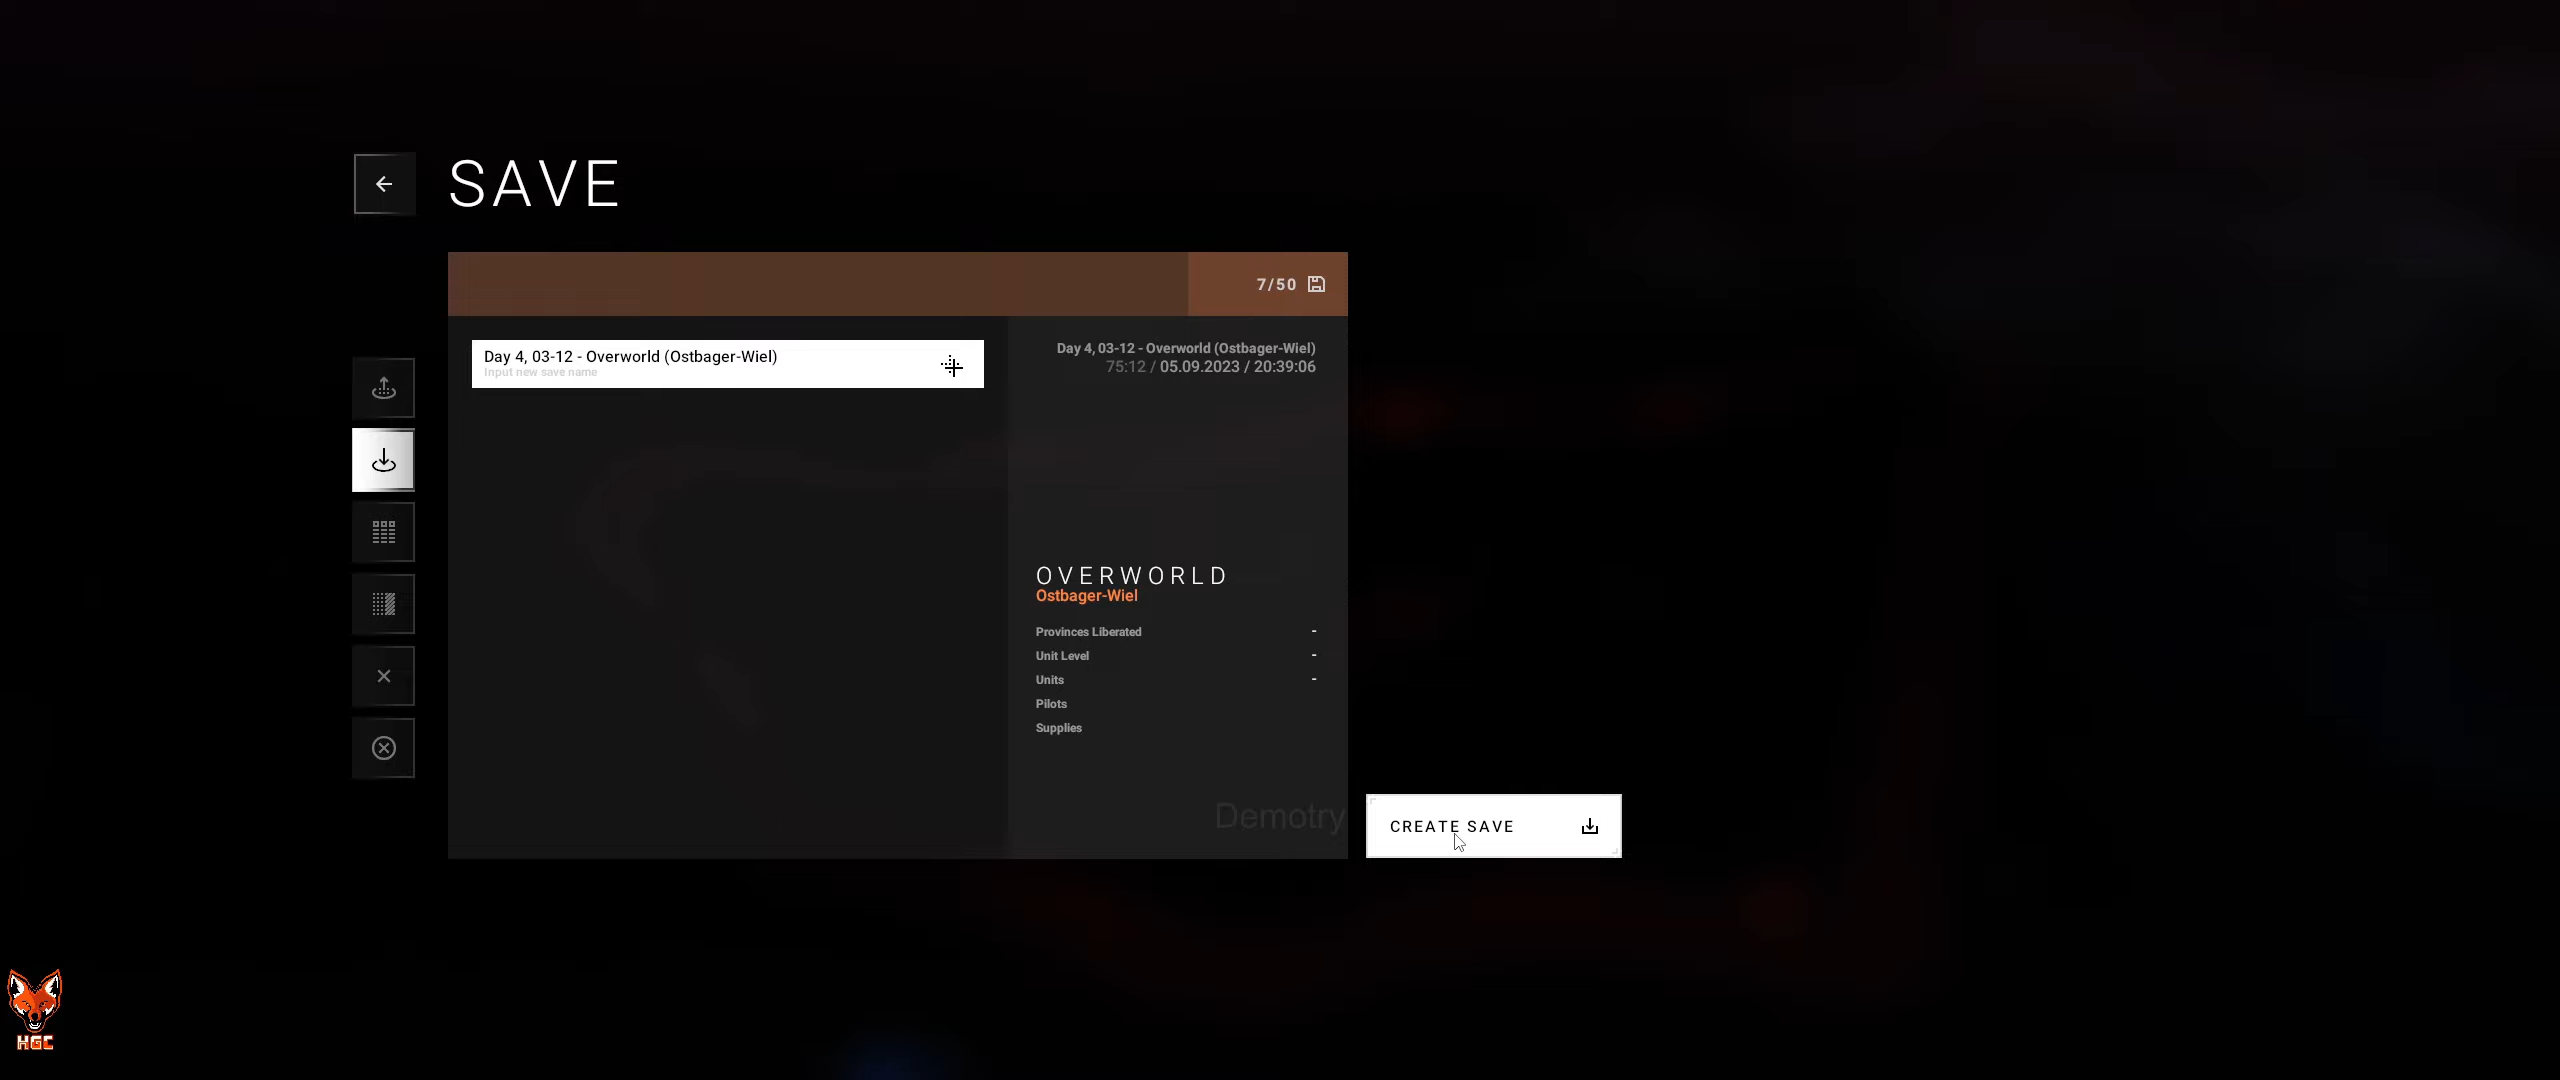 SAVE
7/50
Day 4, 03-12 - Overworld (Ostbager-Wiel)
Input new save name
Day 4, 03-12 - Overworld (Ostbager-Wiel)
75:12 / 05.09.2023 / 20:39:06
OVERWORLD
Ostbager-Wiel
Provinces Liberated -
Unit Level -
Units -
Pilots
Supplies
Demotry
CREATE SAVE
HGC